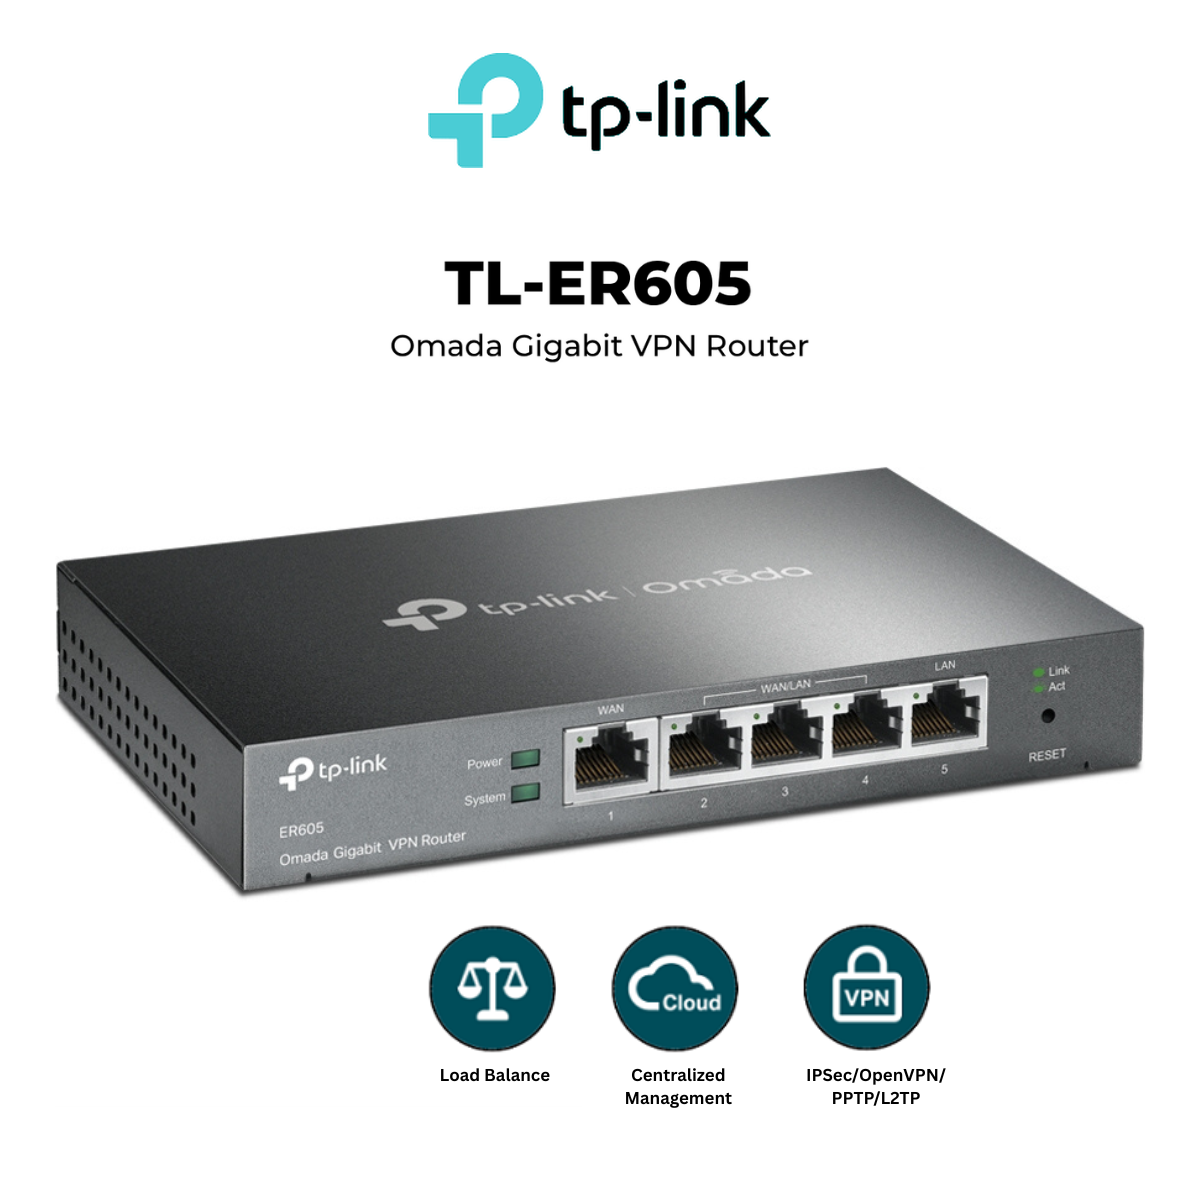 tp-link
TL-ER605
Omada Gigabit VPN Router
tp-link | omada
LAN
Link
WAN/LAN
Act
WAN
RESET
tp-link
Power
System
1
2
3
4
5
ER605
Omada Gigabit VPN Router
Cloud
VPN
Load Balance
Centralized
Management
IPSec/OpenVPN/
PPTP/L2TP